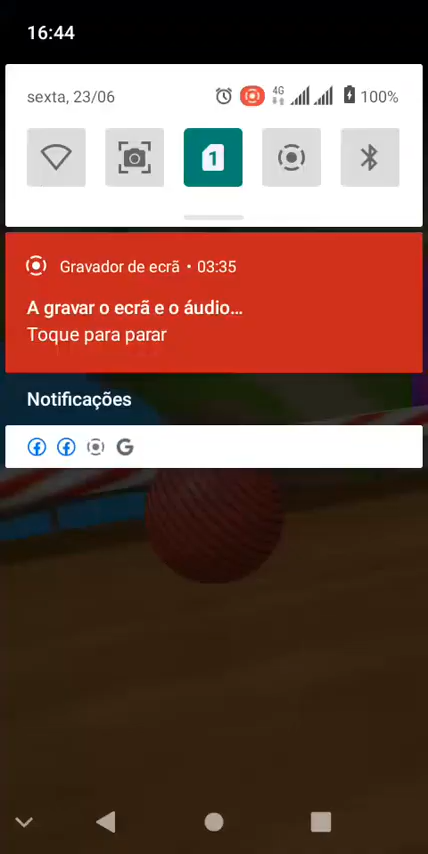 16:44
sexta, 23/06 4G 100%
1
Gravador de ecrã • 03:35
A gravar o ecrã e o áudio...
Toque para parar
Notificações
G